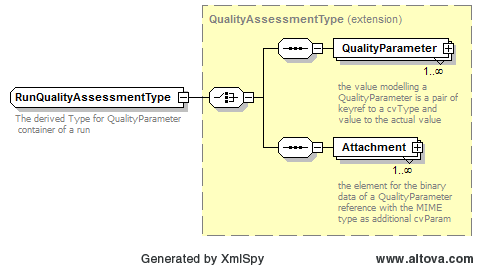 QualityAssessmentType (extension)
QualityParameter
1..∞
the value modelling a
QualityParameter is a pair of
keyref to a cvType and
value to the actual value
RunQualityAssessmentType
The derived Type for QualityParameter
container of a run
Attachment
1..∞
the element for the binary
data of a QualityParameter
reference with the MIME
type as additional cvParam
Generated by XmlSpy
www.altova.com